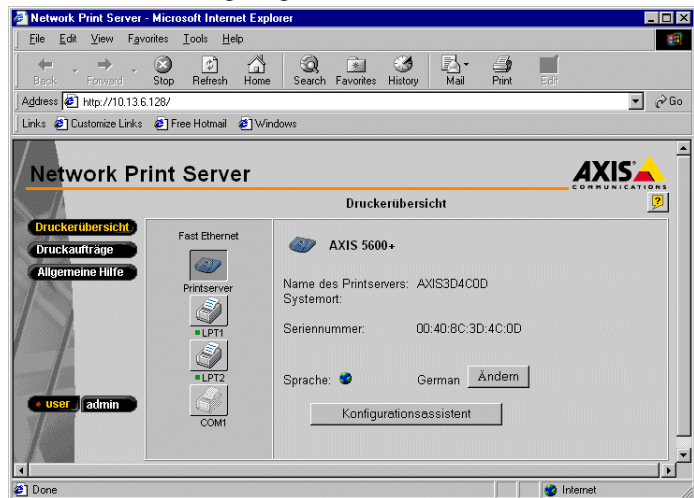 Network Print Server - Microsoft Internet Explorer
File Edit View Favorites Tools Help
Back Forward Stop Refresh Home Search Favorites History Mail Print Edit
Address http://10.13.6.128/ Go
Links Customize Links Free Hotmail Windows
Network Print Server
AXIS
COMMUNICATIONS
Druckerübersicht
Druckerübersicht
Druckaufträge
Allgemeine Hilfe
user admin
Fast Ethernet
Printserver
LPT1
LPT2
COM1
AXIS 5600+
Name des Printservers: AXIS3D4C0D
Systemort:
Seriennummer: 00:40:8C:3D:4C:0D
Sprache: German Ändern
Konfigurationsassistent
Done Internet